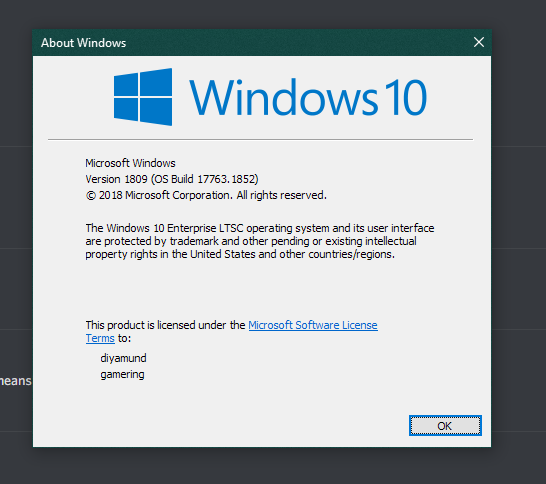 About Windows
Windows 10
Microsoft Windows
Version 1809 (OS Build 17763.1852)
© 2018 Microsoft Corporation. All rights reserved.
The Windows 10 Enterprise LTSC operating system and its user interface
are protected by trademark and other pending or existing intellectual
property rights in the United States and other countries/regions.
This product is licensed under the Microsoft Software License
Terms to:
diyamund
means
gamering
OK